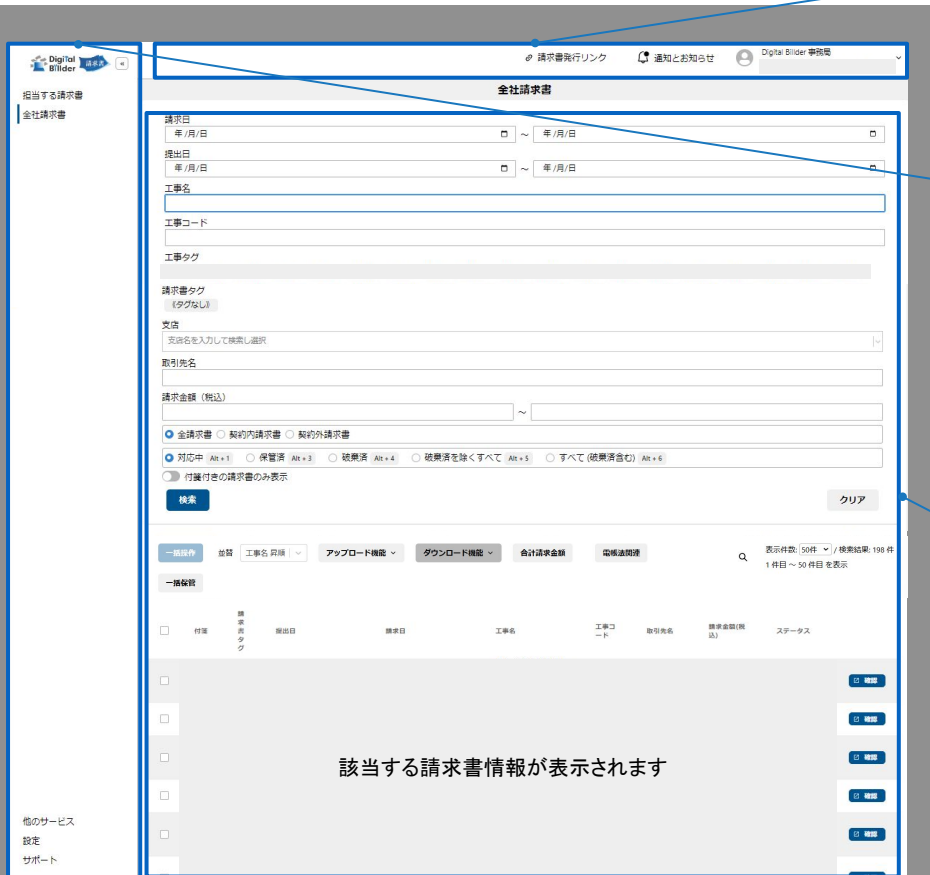 Digital Billder 請求書 «
請求書発行リンク 通知とお知らせ Digital Billder 事務局
担当する請求書
全社請求書
全社請求書
請求日
年/月/日 ～ 年/月/日
提出日
年/月/日 ～ 年/月/日
工事名
工事コード
工事タグ
請求書タグ
《タグなし》
支店
支店名を入力して検索し選択
取引先名
請求金額（税込）
～
全請求書 契約内請求書 契約外請求書
対応中 Alt + 1 保管済 Alt + 3 破棄済 Alt + 4 破棄済を除くすべて Alt + 5 すべて (破棄済含む) Alt + 6
付箋付きの請求書のみ表示
検索 クリア
一括操作 並替 工事名 昇順 アップロード機能 ダウンロード機能 合計請求金額 電帳法関連 表示件数: 50件 / 検索結果: 198 件
1 件目 ～ 50 件目 を表示
一括保管
付箋 請求書タグ 提出日 請求日 工事名 工事コード 取引先名 請求金額(税込) ステータス
確認
確認
確認
該当する請求書情報が表示されます
確認
確認
他のサービス
設定
サポート